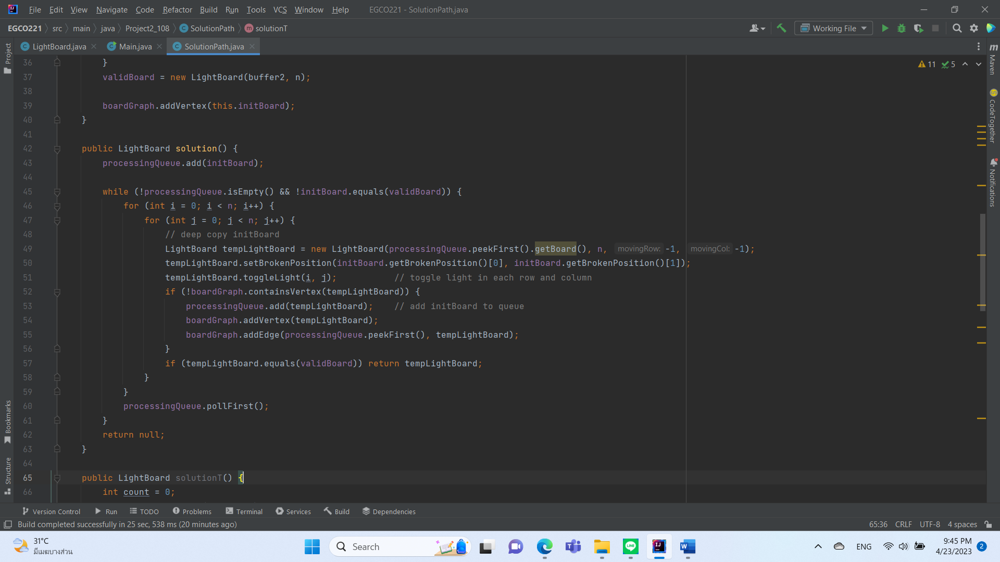 File Edit View Navigate Code Refactor Build Run Tools VCS Window Help EGCO221 - SolutionPath.java
EGCO221 src main java Project2_108 SolutionPath solutionT Working File
LightBoard.java Main.java SolutionPath.java
Project
11 5
36 }
37 validBoard = new LightBoard(buffer2, n);
38
39 boardGraph.addVertex(this.initBoard);
40 }
41
42 public LightBoard solution() {
43 processingQueue.add(initBoard);
44
45 while (!processingQueue.isEmpty() && !initBoard.equals(validBoard)) {
46 for (int i = 0; i < n; i++) {
47 for (int j = 0; j < n; j++) {
48 // deep copy initBoard
49 LightBoard tempLightBoard = new LightBoard(processingQueue.peekFirst().getBoard(), n, movingRow: -1, movingCol: -1);
50 tempLightBoard.setBrokenPosition(initBoard.getBrokenPosition()[0], initBoard.getBrokenPosition()[1]);
51 tempLightBoard.toggleLight(i, j); // toggle light in each row and column
52 if (!boardGraph.containsVertex(tempLightBoard)) {
53 processingQueue.add(tempLightBoard); // add initBoard to queue
54 boardGraph.addVertex(tempLightBoard);
55 boardGraph.addEdge(processingQueue.peekFirst(), tempLightBoard);
56 }
57 if (tempLightBoard.equals(validBoard)) return tempLightBoard;
58 }
59 }
60 processingQueue.pollFirst();
61 }
62 return null;
63 }
64
65 public LightBoard solutionT() {
66 int count = 0;
Bookmarks
Structure
Maven
CodeTogether
Notifications
Version Control Run TODO Problems Terminal Services Build Dependencies
Build completed successfully in 25 sec, 538 ms (20 minutes ago) 65:36 CRLF UTF-8 4 spaces
31°C
มีเมฆบางส่วน
Search
ENG
9:45 PM
4/23/2023
2